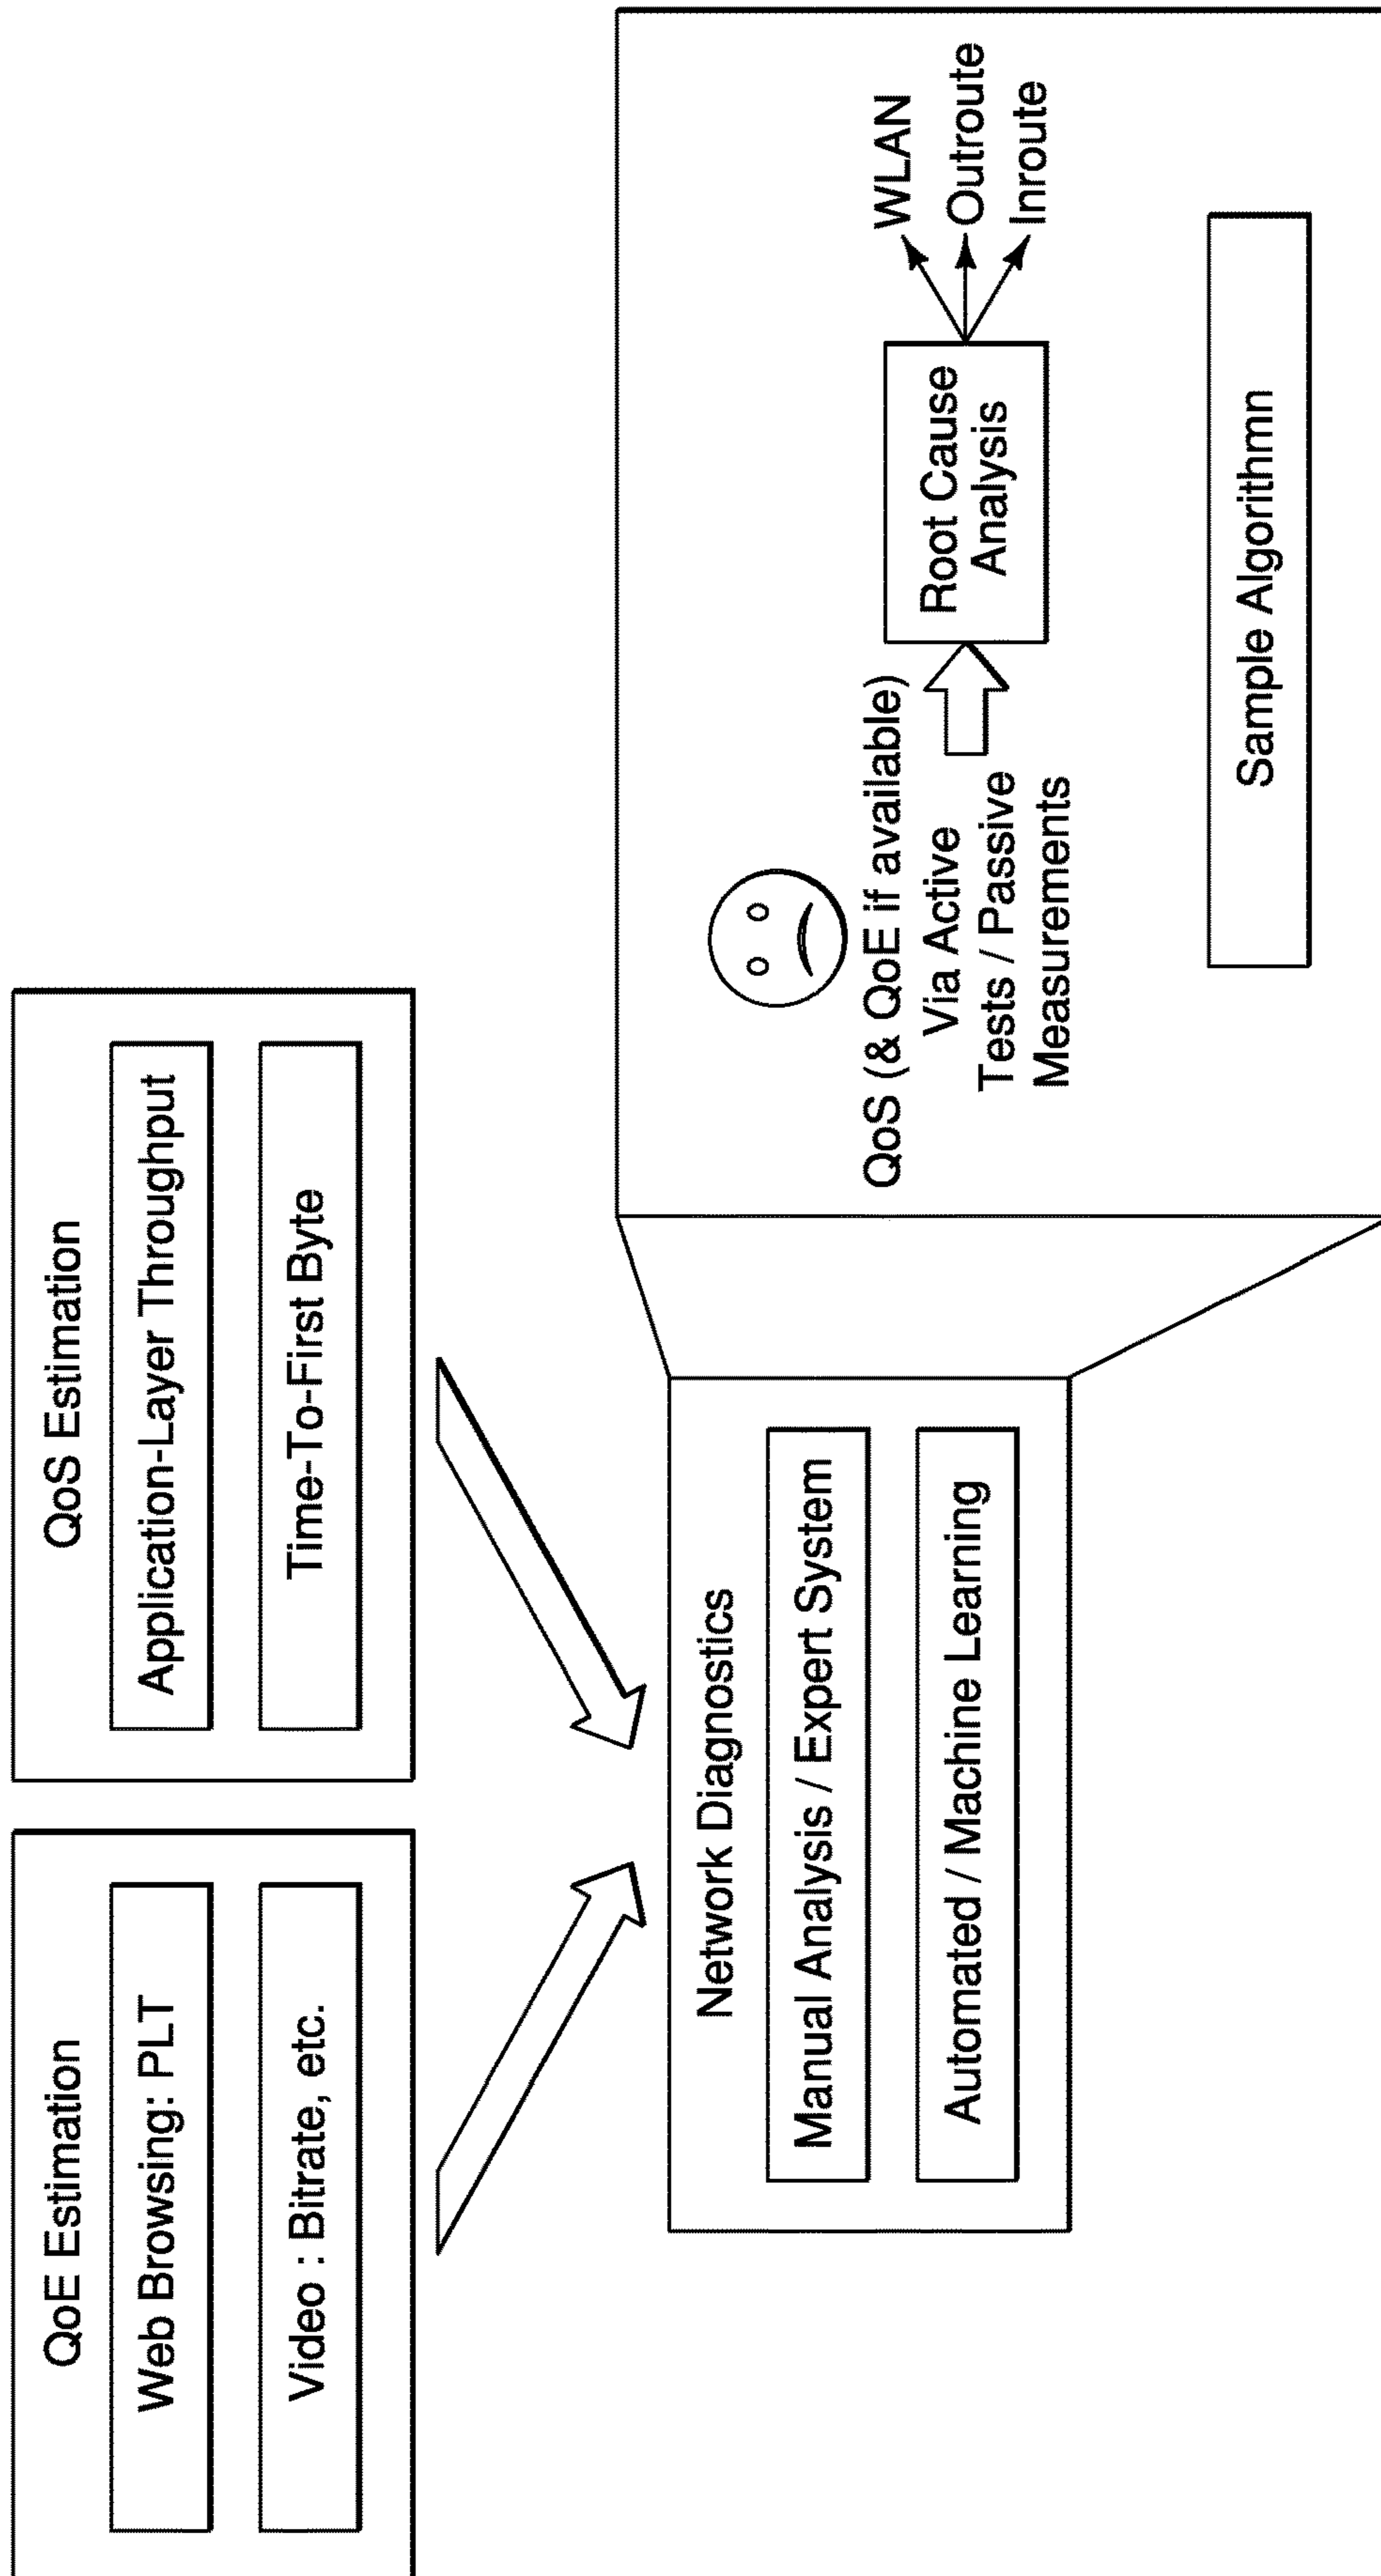 QoE Estimation
Web Browsing: PLT
Video : Bitrate, etc.
QoS Estimation
Application-Layer Throughput
Time-To-First Byte
Network Diagnostics
Manual Analysis / Expert System
Automated / Machine Learning
QoS (& QoE if available)
Via Active
Tests / Passive
Measurements
Root Cause
Analysis
WLAN
Outroute
Inroute
Sample Algorithmn